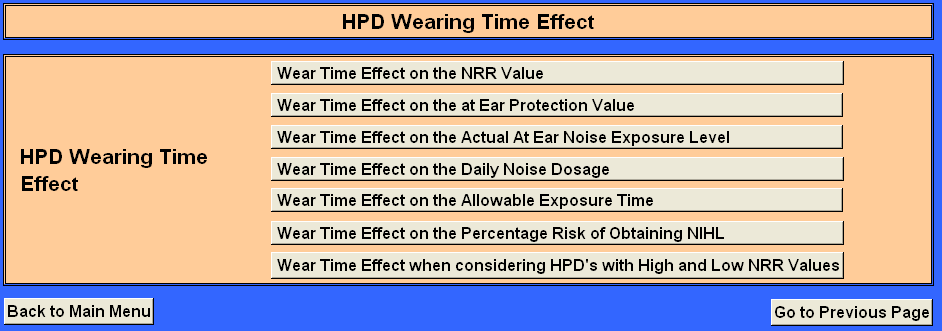 HPD Wearing Time Effect
HPD Wearing Time
Effect
Wear Time Effect on the NRR Value
Wear Time Effect on the at Ear Protection Value
Wear Time Effect on the Actual At Ear Noise Exposure Level
Wear Time Effect on the Daily Noise Dosage
Wear Time Effect on the Allowable Exposure Time
Wear Time Effect on the Percentage Risk of Obtaining NIHL
Wear Time Effect when considering HPD's with High and Low NRR Values
Back to Main Menu
Go to Previous Page